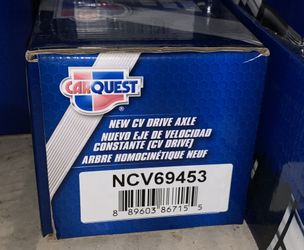 CARQUEST
NEW CV DRIVE AXLE
NUEVO EJE DE VELOCIDAD
CONSTANTE (CV DRIVE)
ARBRE HOMOCINÉTIQUE NEUF
NCV69453
8 89603 86715 5